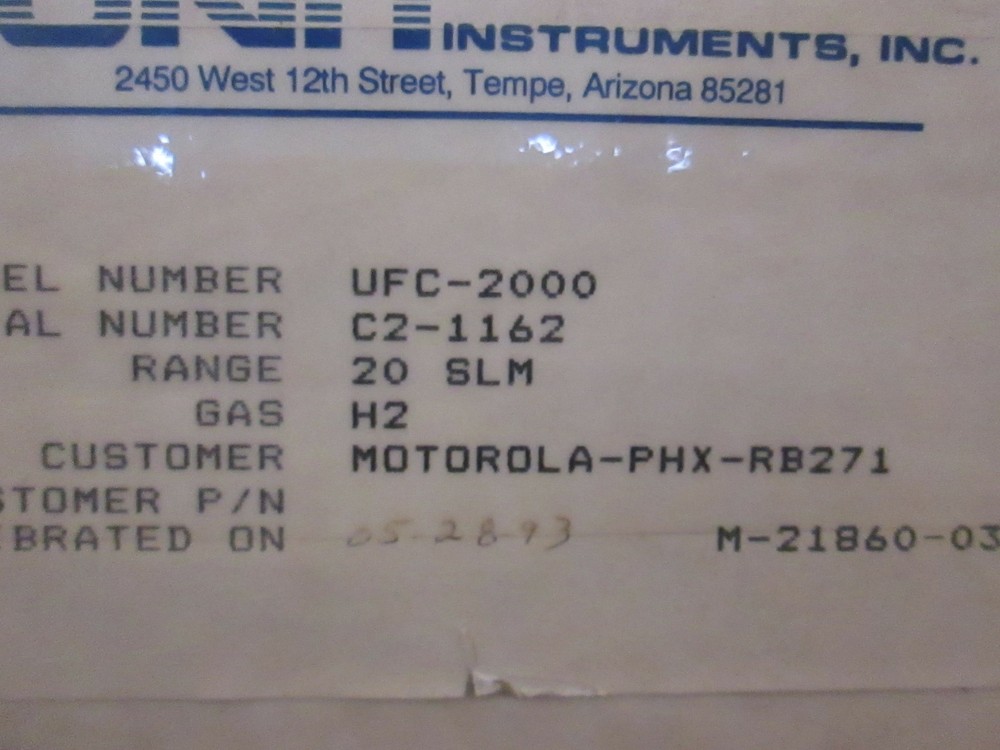 UNIT INSTRUMENTS, INC.
2450 West 12th Street, Tempe, Arizona 85281
EL NUMBER UFC-2000
AL NUMBER C2-1162
RANGE 20 SLM
GAS H2
CUSTOMER MOTOROLA-PHX-RB271
STOMER P/N
BRATED ON 05-28-93 M-21860-03